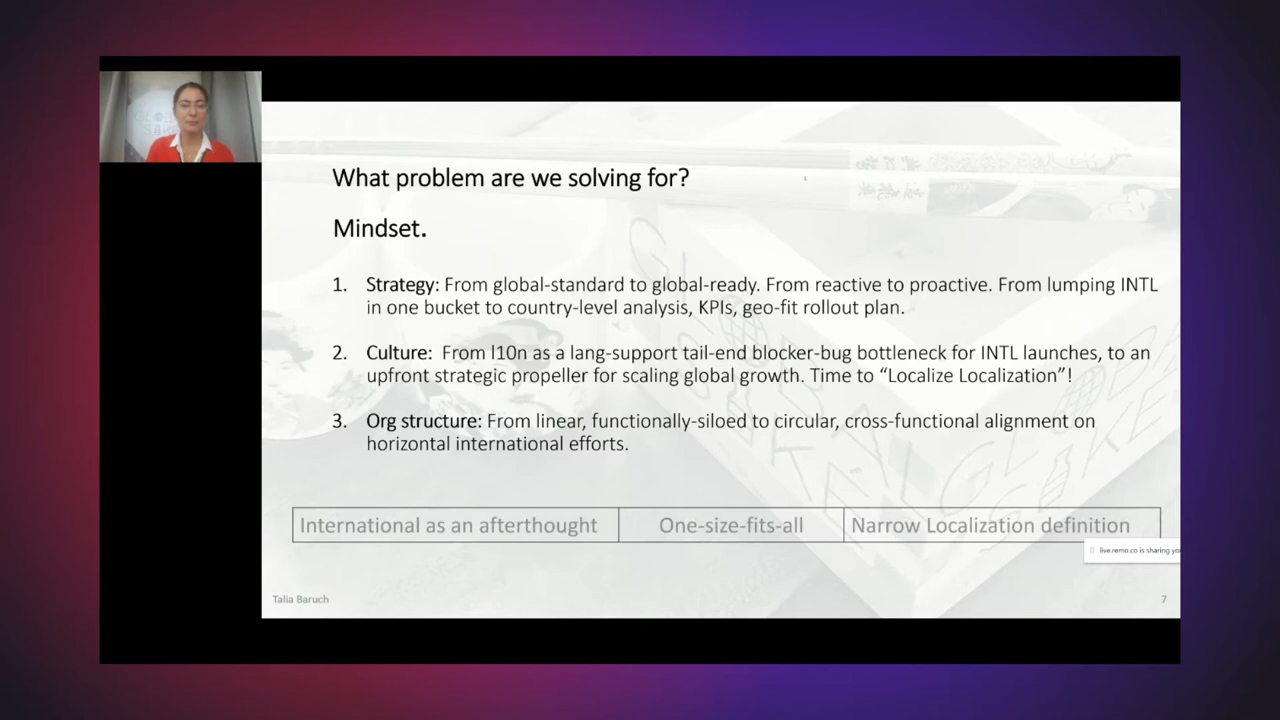 What problem are we solving for?
Mindset.
1. Strategy: From global-standard to global-ready. From reactive to proactive. From lumping INTL
in one bucket to country-level analysis, KPIs, geo-fit rollout plan.
2. Culture: From l10n as a lang-support tail-end blocker-bug bottleneck for INTL launches, to an
upfront strategic propeller for scaling global growth. Time to “Localize Localization”!
3. Org structure: From linear, functionally-siloed to circular, cross-functional alignment on
horizontal international efforts.
International as an afterthought
One-size-fits-all
Narrow Localization definition
live.remo.co is sharing
Talia Baruch
7